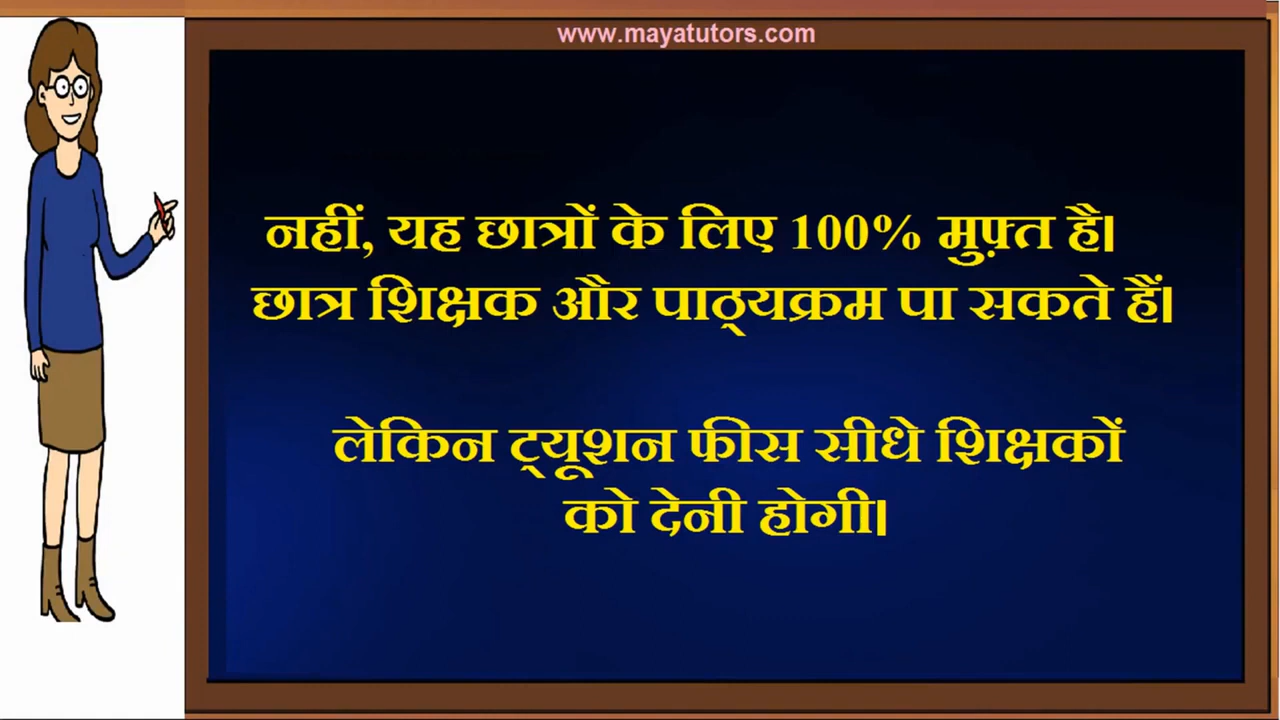 www.mayatutors.com
नहीं, यह छात्रों के लिए 100% मुफ़्त है।
छात्र शिक्षक और पाठ्यक्रम पा सकते हैं।
लेकिन ट्यूशन फीस सीधे शिक्षकों
को देनी होगी।